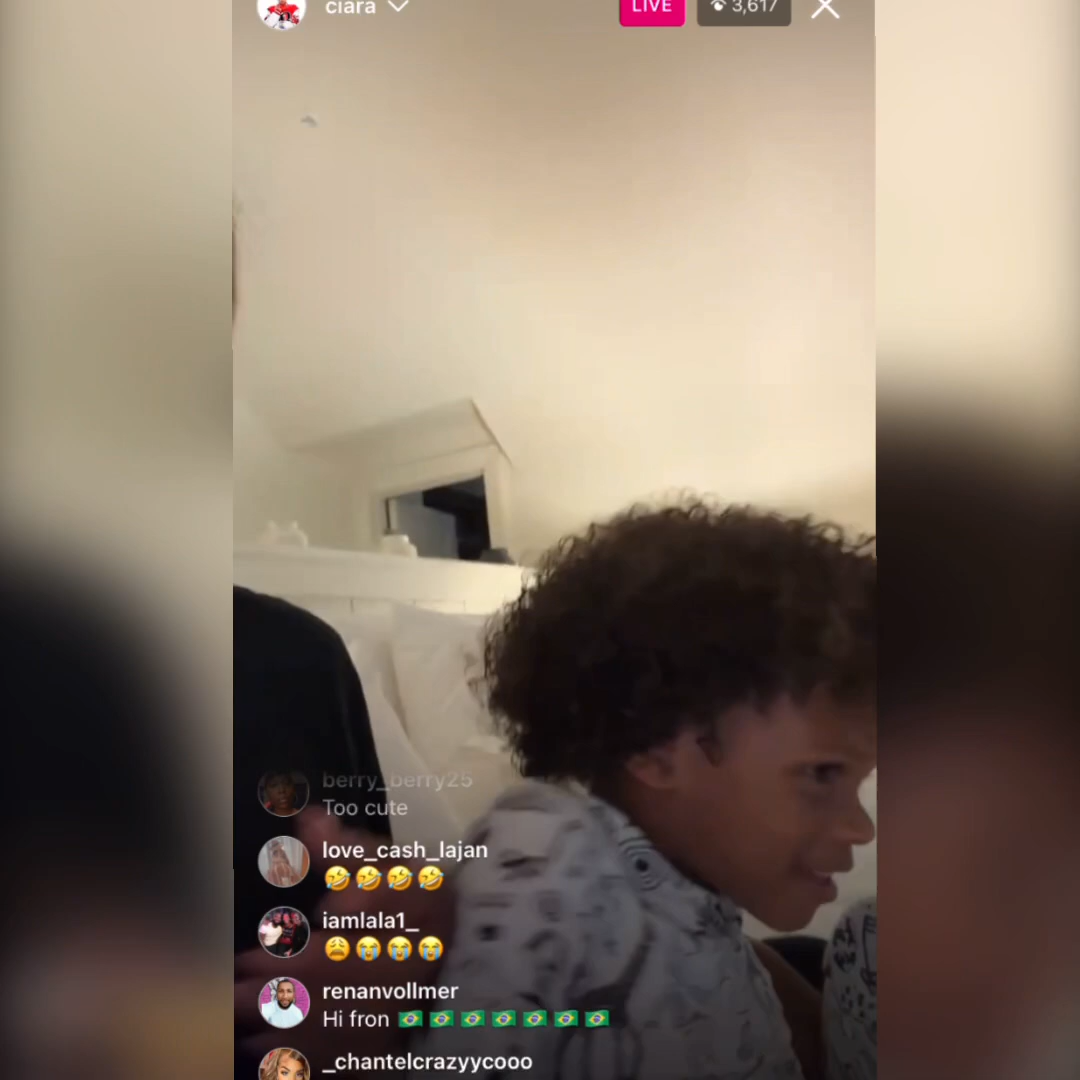 ciara
LIVE
3,617
berry_berry25
Too cute
love_cash_lajan
🤣🤣🤣🤣
iamlala1_
😩😭😭😭
renanvollmer
Hi fron 🇧🇷🇧🇷🇧🇷🇧🇷🇧🇷🇧🇷🇧🇷
_chantelcrazyycooo